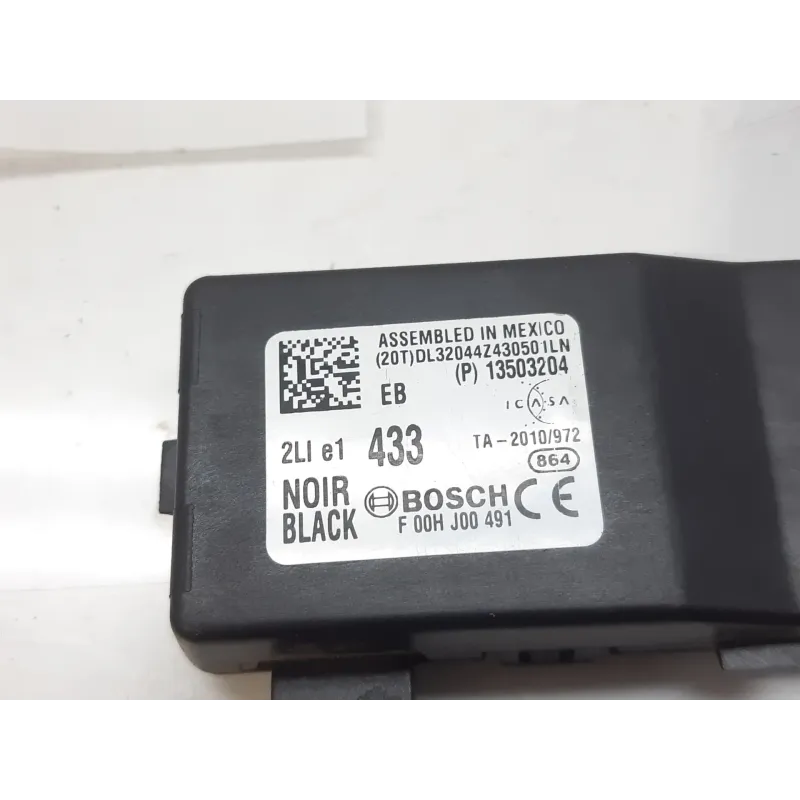 ASSEMBLED IN MEXICO
(20T)DL32044Z430501LN
(P) 13503204
EB
ICASA
2LI e1 433 TA-2010/972
864
NOIR
BLACK
BOSCH CE
F 00H J00 491